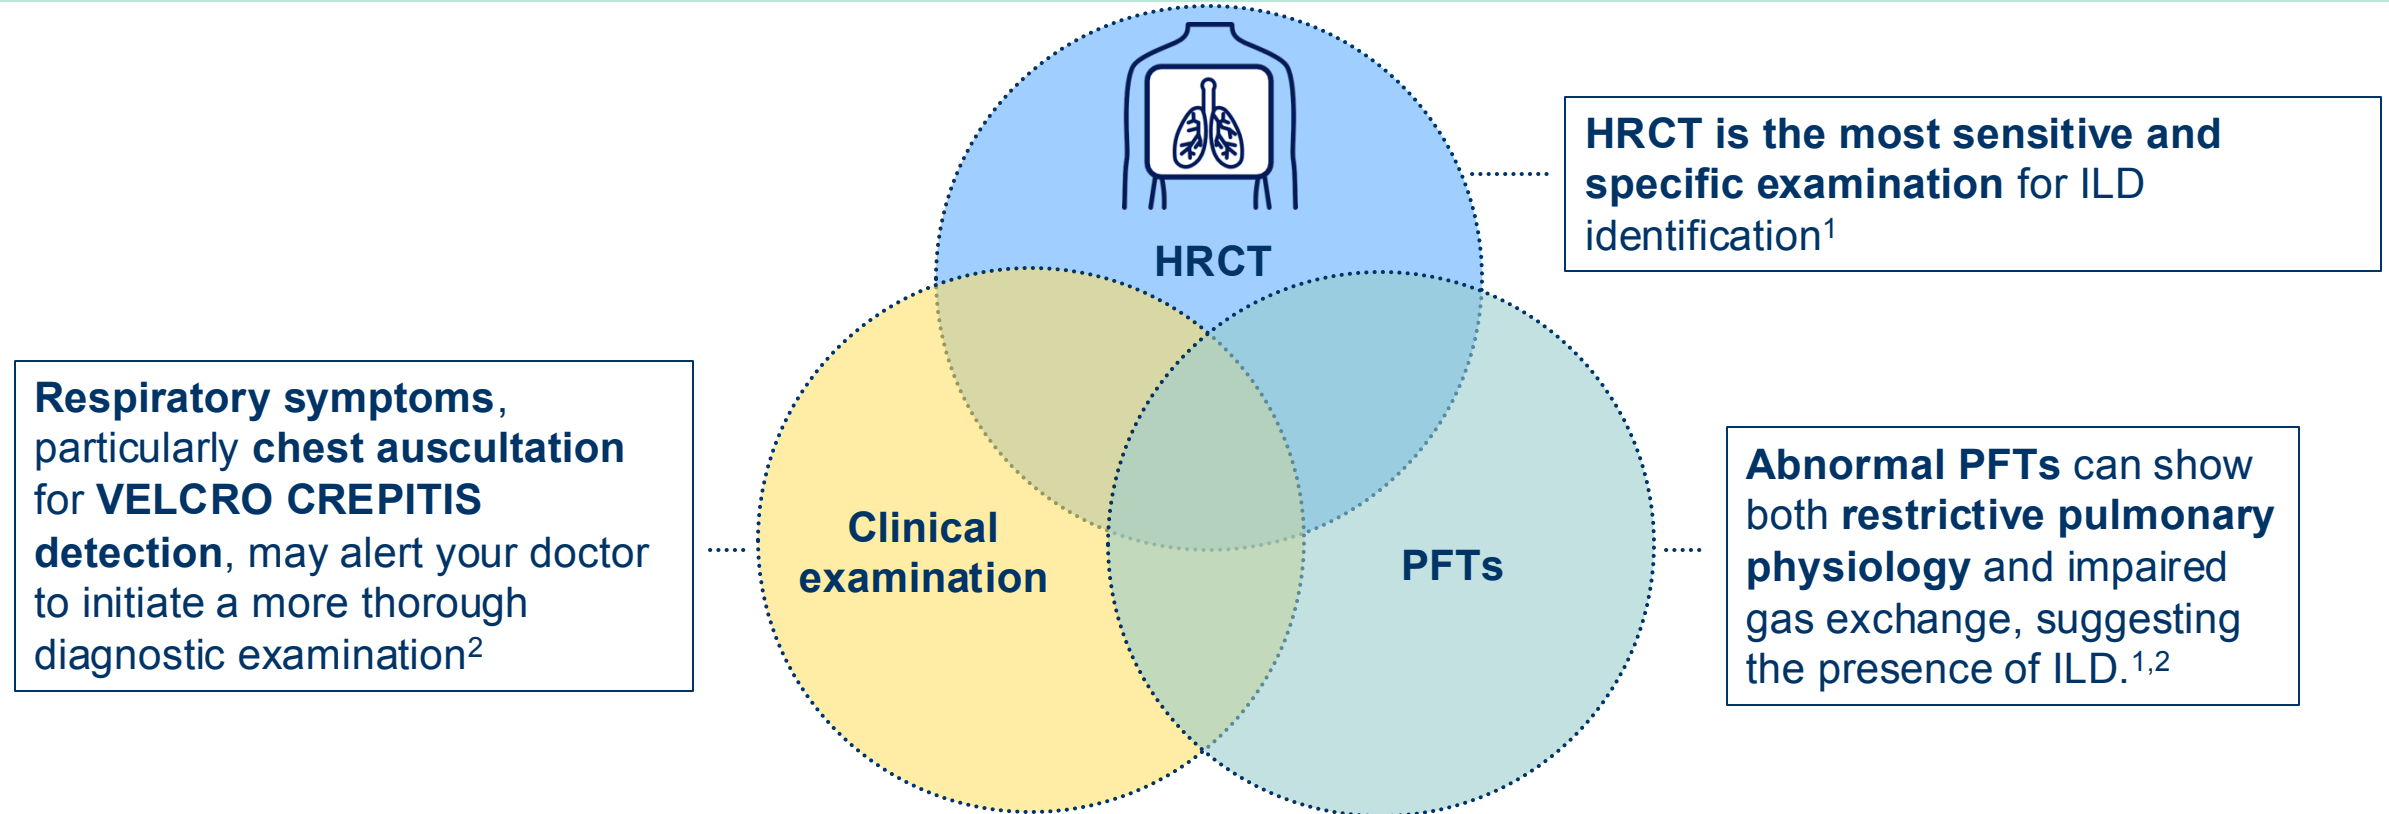 HRCT
HRCT is the most sensitive and
specific examination for ILD
identification¹
Respiratory symptoms,
particularly chest auscultation
for VELCRO CREPITIS
detection, may alert your doctor
to initiate a more thorough
diagnostic examination²
Clinical
examination
PFTs
Abnormal PFTs can show
both restrictive pulmonary
physiology and impaired
gas exchange, suggesting
the presence of ILD.¹,²